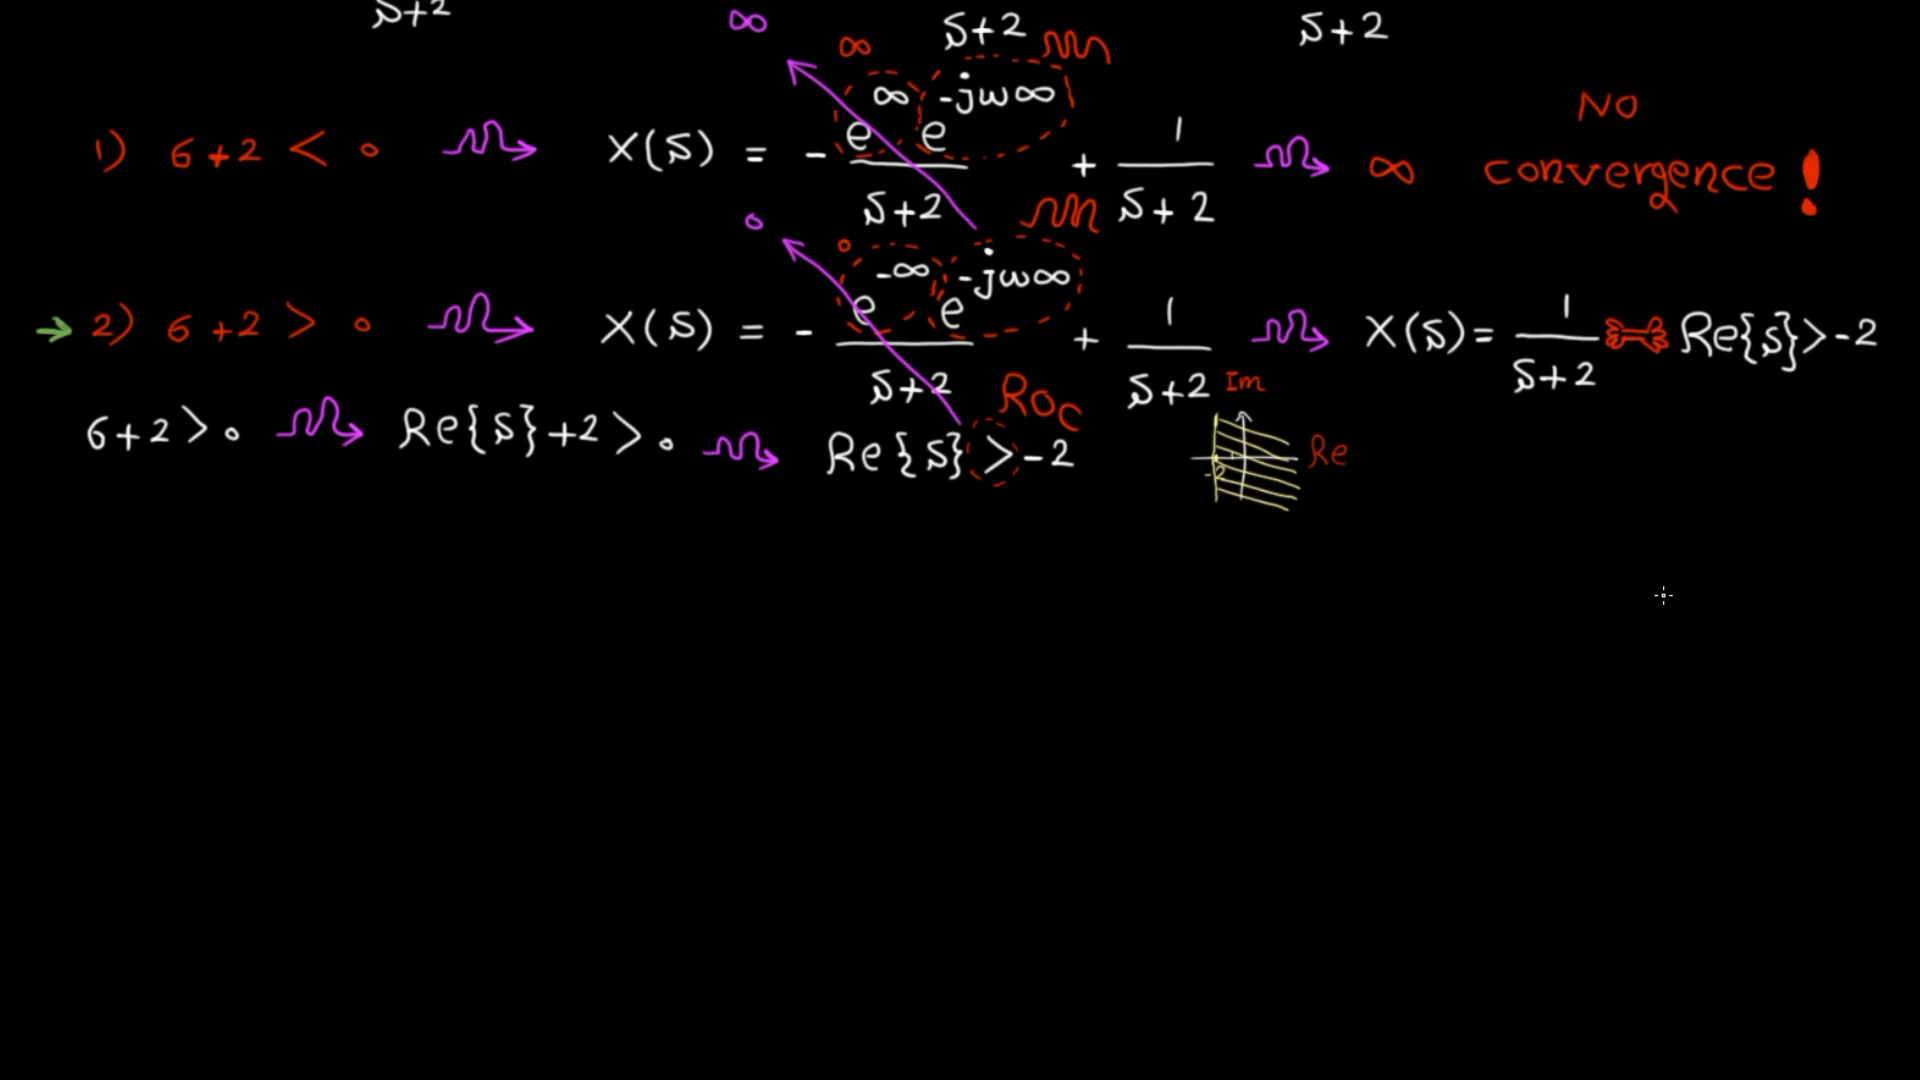 s+2 s+2 s+2
1) σ+2 < 0 ⇝ X(s) = - e^∞ e^-jω∞ / s+2 + 1 / s+2 ⇝ ∞ No convergence!
∞ ∞
2) σ+2 > 0 ⇝ X(s) = - e^-∞ e^-jω∞ / s+2 + 1 / s+2 ⇝ X(s) = 1 / s+2 Re{s}>-2
0 0
σ+2>0 ⇝ Re{s}+2>0 ⇝ Re{s}>-2
ROC
Im
Re
-2